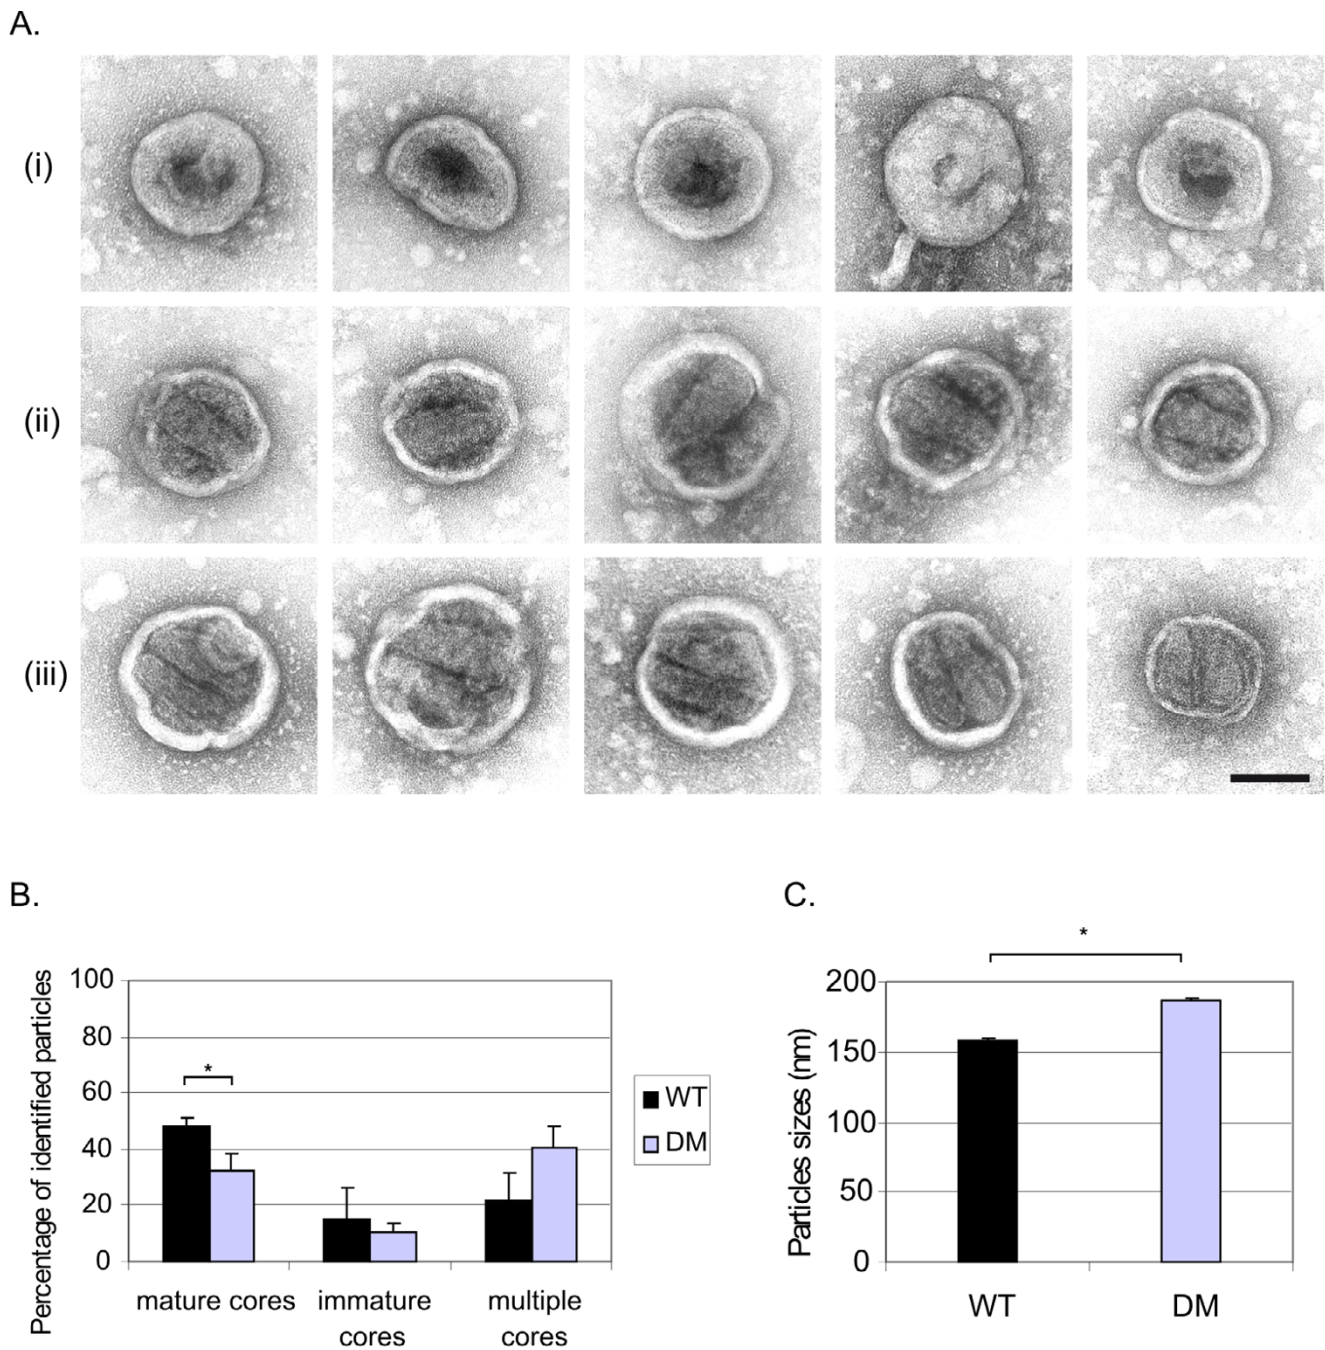 A.
(i)
(ii)
(iii)
B.
Percentage of identified particles
100
80
60
40
20
0
*
mature cores
immature
cores
multiple
cores
WT
DM
C.
Particles sizes (nm)
200
150
100
50
0
*
WT
DM